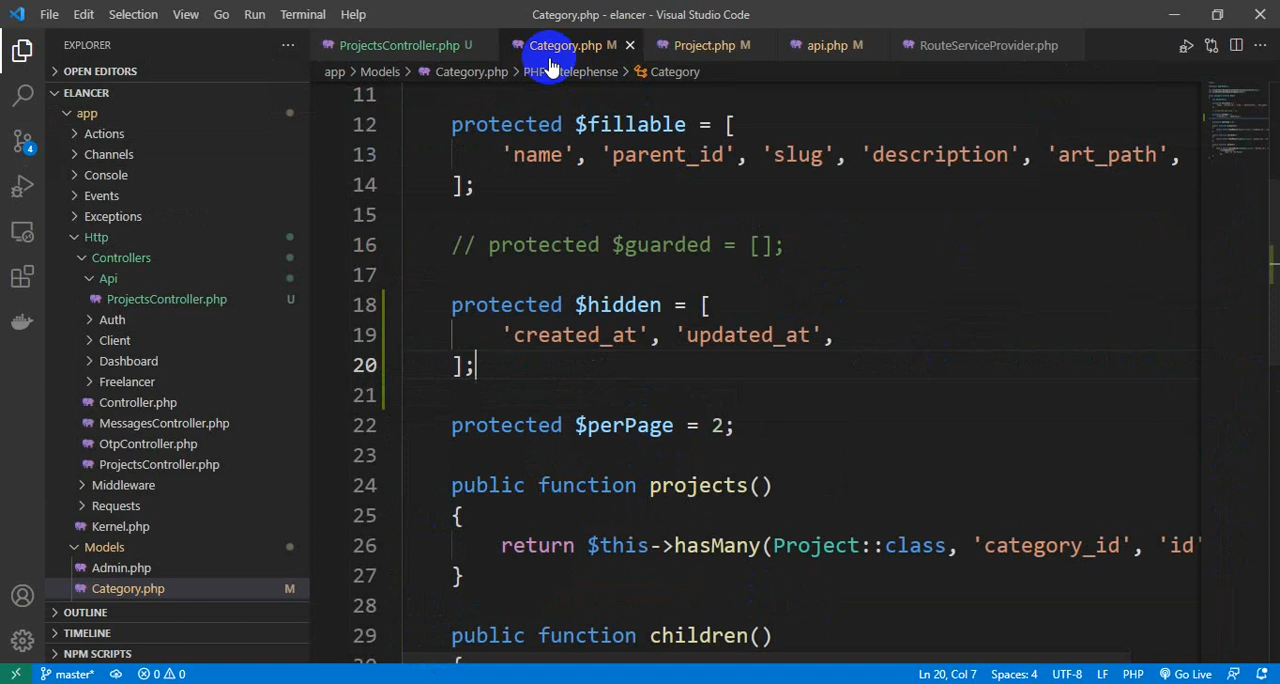 File Edit Selection View Go Run Terminal Help Category.php - elancer - Visual Studio Code
EXPLORER
ProjectsController.php U Category.php M Project.php M api.php M RouteServiceProvider.php
OPEN EDITORS
app > Models > Category.php > PHP telephense > Category
ELANCER
app
Actions
Channels
Console
Events
Exceptions
Http
Controllers
Api
ProjectsController.php U
Auth
Client
Dashboard
Freelancer
Controller.php
MessagesController.php
OtpController.php
ProjectsController.php
Middleware
Requests
Kernel.php
Models
Admin.php
Category.php M
OUTLINE
TIMELINE
NPM SCRIPTS
4
11
12 protected $fillable = [
13 'name', 'parent_id', 'slug', 'description', 'art_path',
14 ];
15
16 // protected $guarded = [];
17
18 protected $hidden = [
19 'created_at', 'updated_at',
20 ];
21
22 protected $perPage = 2;
23
24 public function projects()
25 {
26 return $this->hasMany(Project::class, 'category_id', 'id'
27 }
28
29 public function children()
{
master* 0 0 Ln 20, Col 7 Spaces: 4 UTF-8 LF PHP Go Live